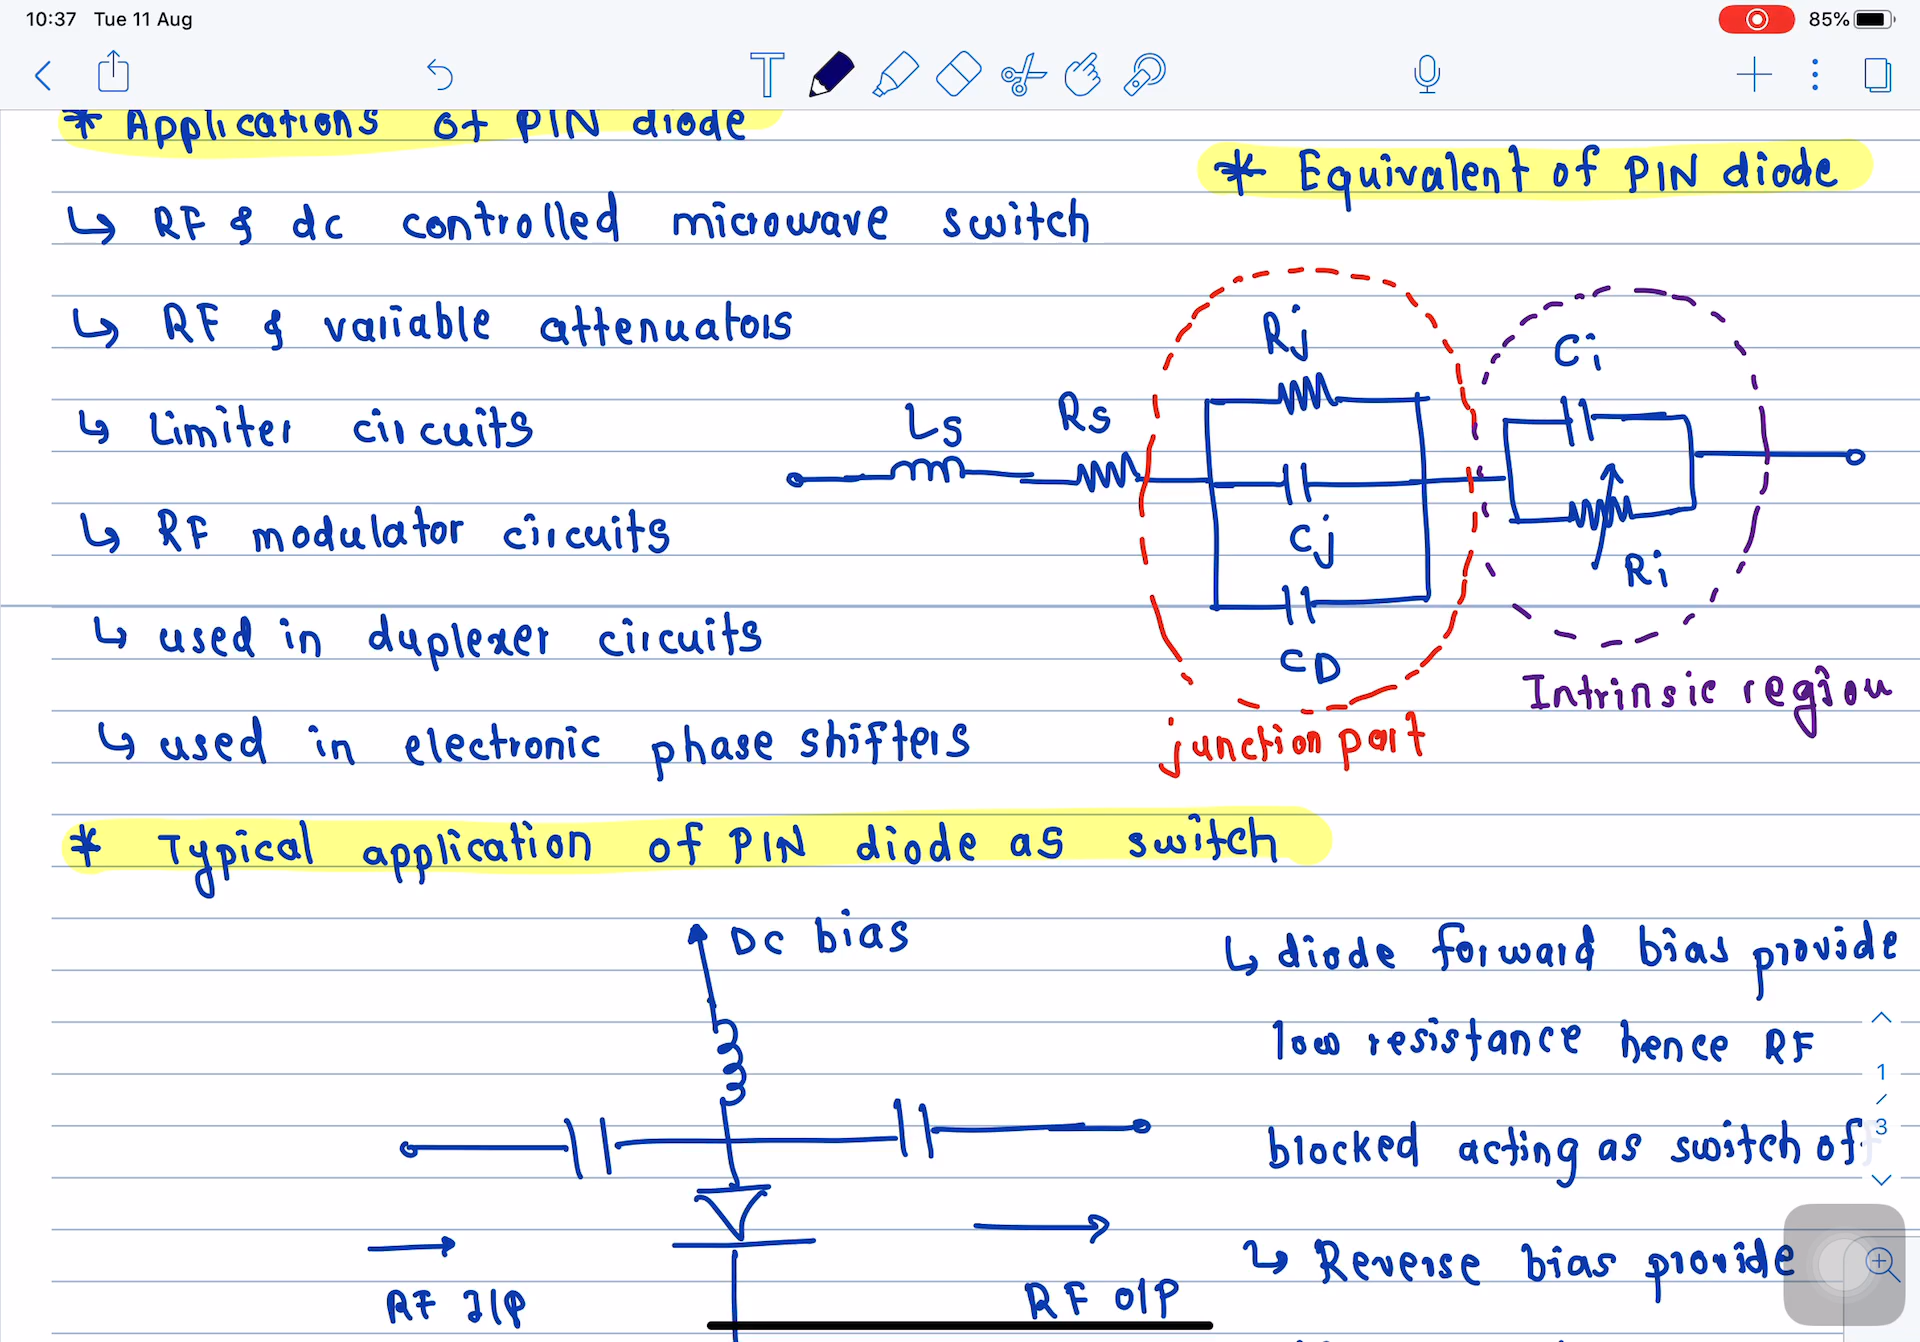 10:37 Tue 11 Aug
85%
* Applications of PIN diode
↳ RF & dc controlled microwave switch
↳ RF & variable attenuators
↳ Limiter circuits
↳ RF modulator circuits
↳ used in duplexer circuits
↳ used in electronic phase shifters
* Equivalent of PIN diode
Ls
Rs
Rj
Cj
CD
junction part
Ci
Ri
Intrinsic region
* Typical application of PIN diode as switch
DC bias
RF I/P
RF O/P
↳ diode forward bias provide
low resistance hence RF
blocked acting as switch off
↳ Reverse bias provide
1
/
3